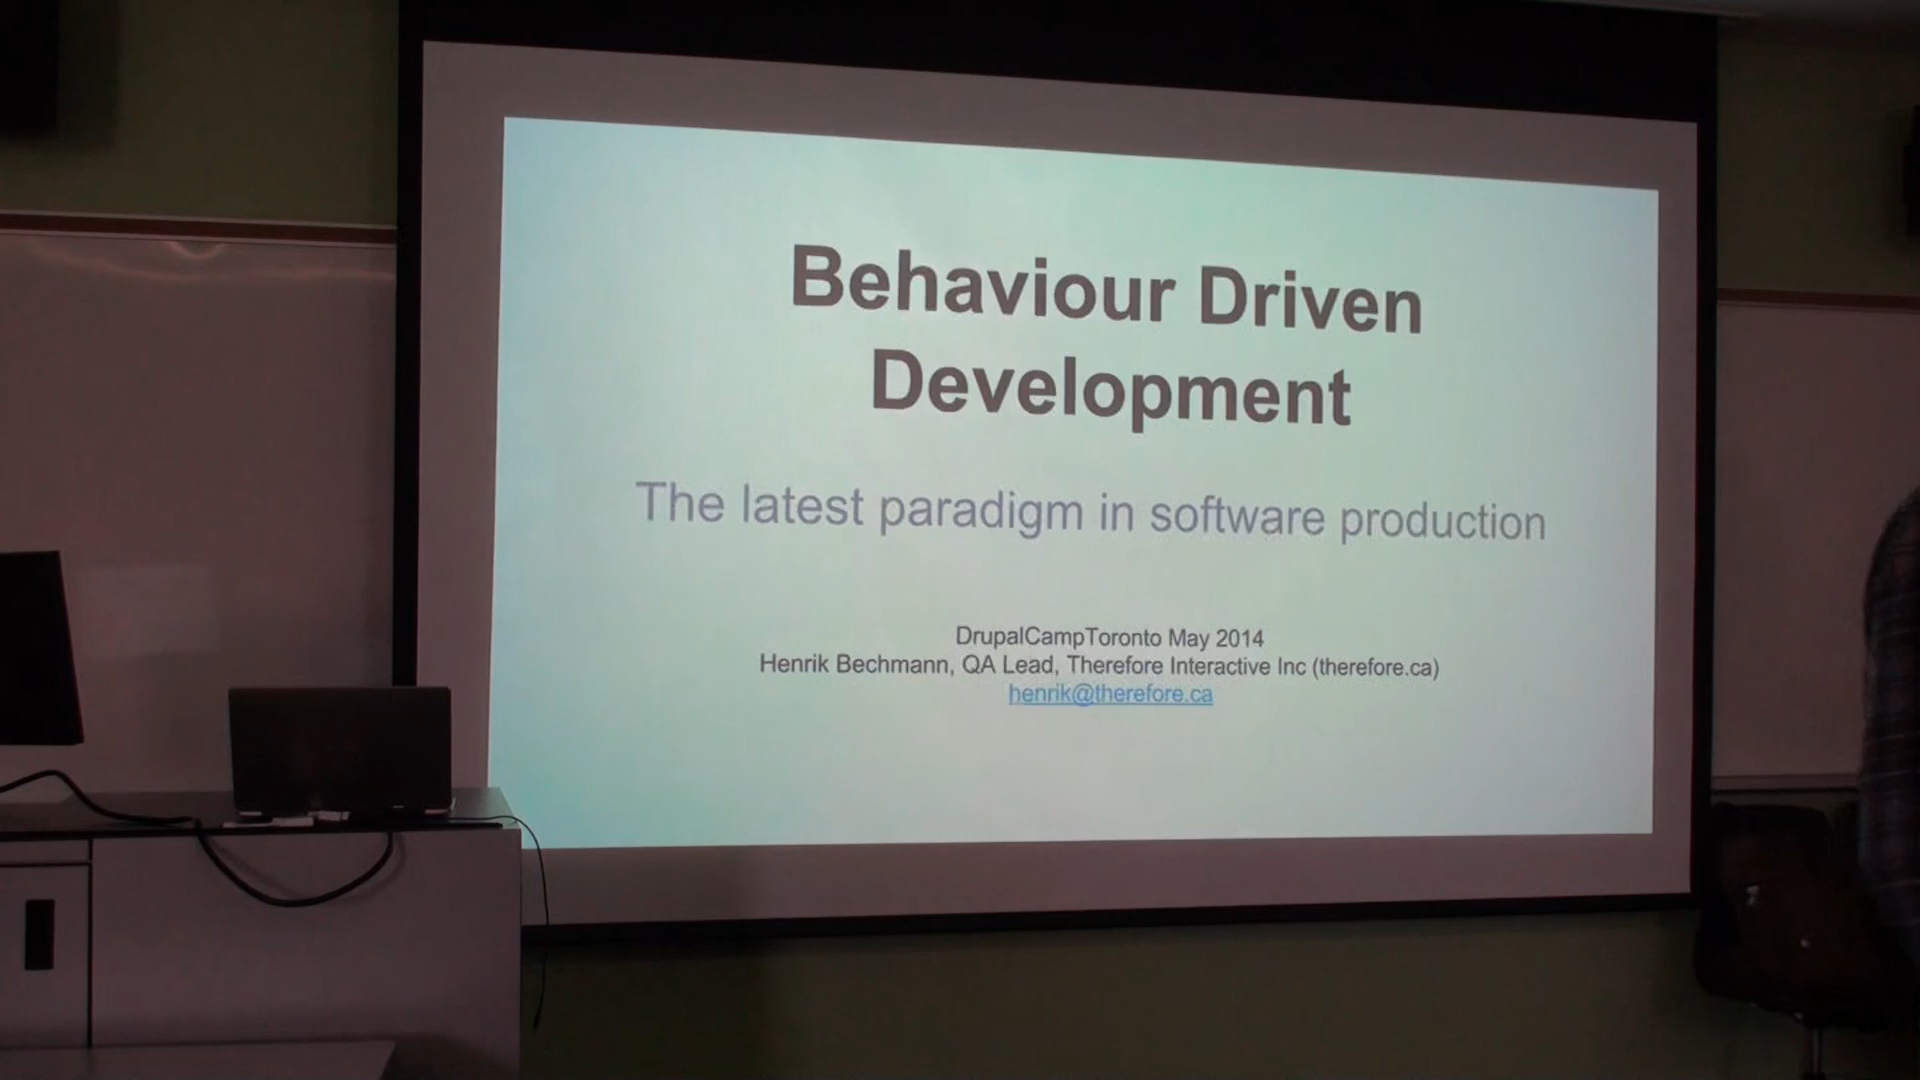 Behaviour Driven
Development
The latest paradigm in software production
DrupalCampToronto May 2014
Henrik Bechmann, QA Lead, Therefore Interactive Inc (therefore.ca)
henrik@therefore.ca